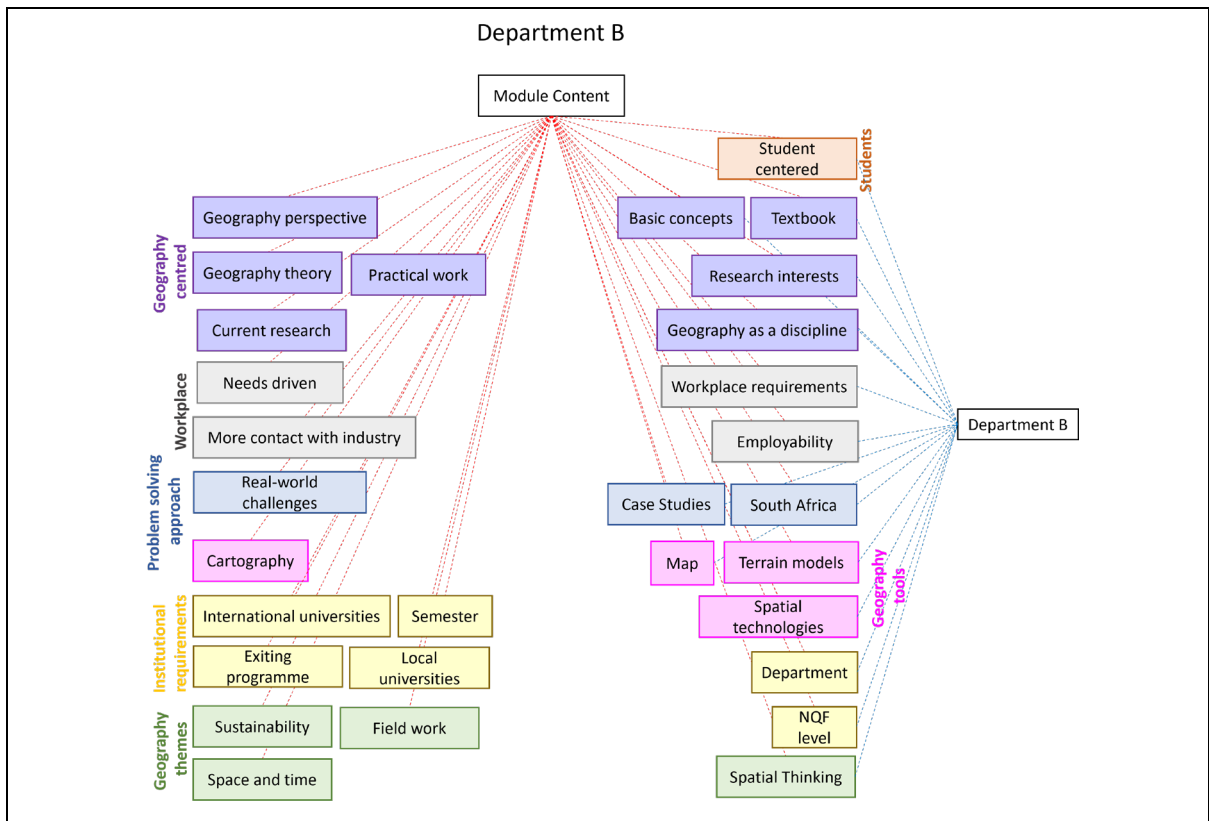 Department B
Module Content
Student
centered
Students
Geography perspective
Basic concepts
Textbook
Geography
centred
Geography theory
Practical work
Research interests
Current research
Geography as a discipline
Workplace
Needs driven
Workplace requirements
More contact with industry
Employability
Department B
Problem solving
approach
Real-world
challenges
Case Studies
South Africa
Cartography
Map
Terrain models
Geography
tools
Institutional
requirements
International universities
Semester
Spatial
technologies
Exiting
programme
Local
universities
Department
Geography
themes
Sustainability
Field work
NQF
level
Space and time
Spatial Thinking